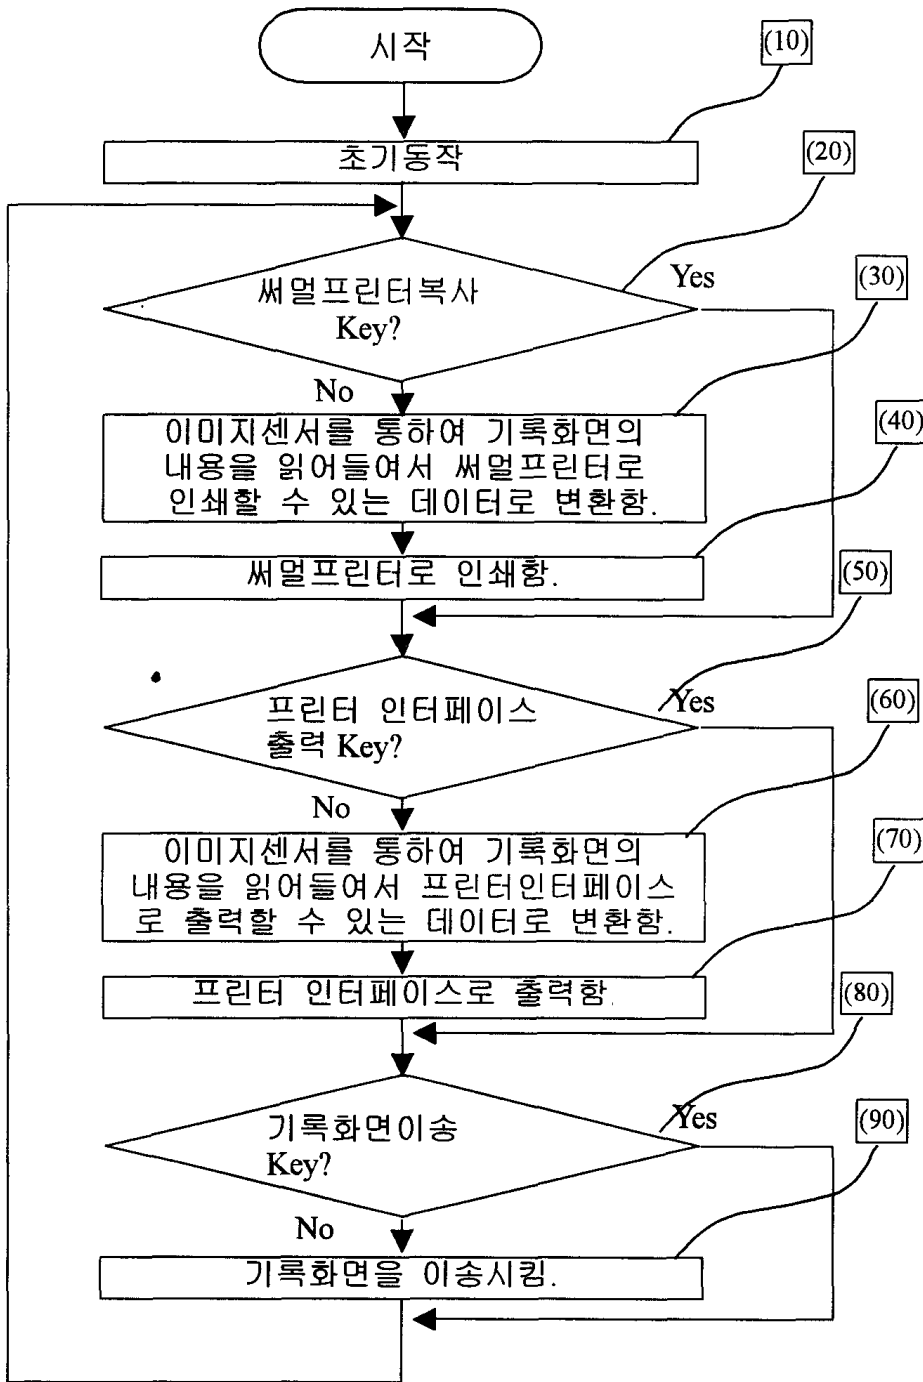 시작
(10)
초기동작
(20)
써멀프린터복사
Key?
Yes
(30)
No
이미지센서를 통하여 기록화면의
내용을 읽어들여서 써멀프린터로
인쇄할 수 있는 데이터로 변환함.
(40)
써멀프린터로 인쇄함.
(50)
프린터 인터페이스
출력 Key?
Yes
(60)
No
이미지센서를 통하여 기록화면의
내용을 읽어들여서 프린터인터페이스
로 출력할 수 있는 데이터로 변환함.
(70)
프린터 인터페이스로 출력함.
(80)
기록화면이송
Key?
Yes
(90)
No
기록화면을 이송시킴.